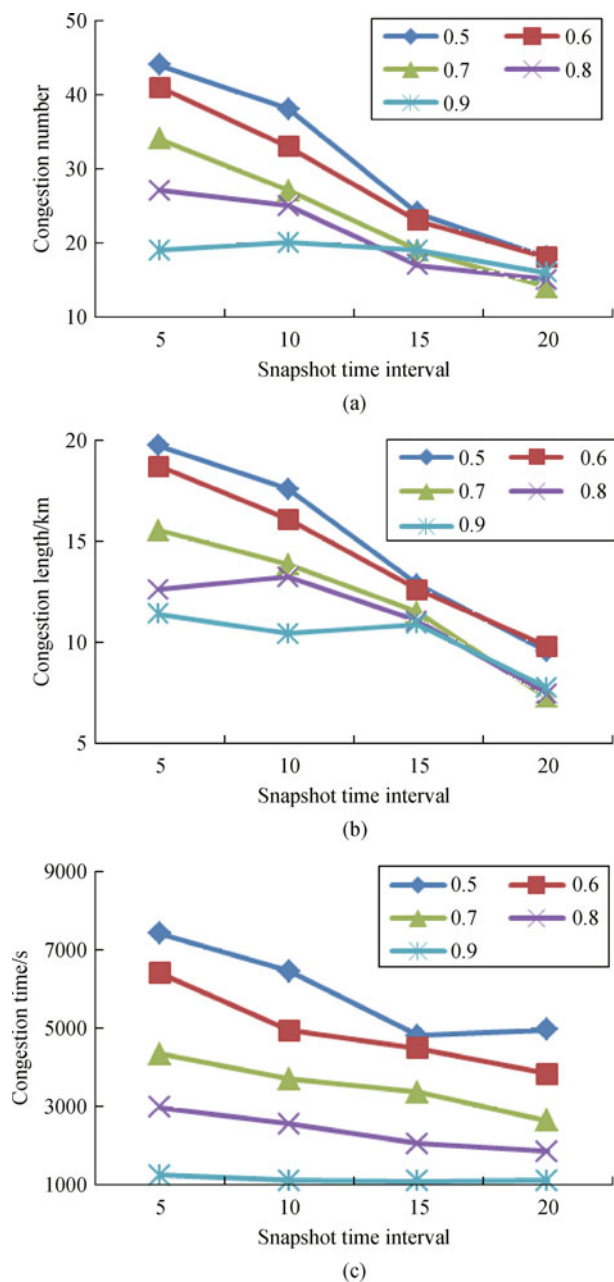 50
40
30
20
10
Congestion number
0.5 0.6
0.7 0.8
0.9
5 10 15 20
Snapshot time interval
(a)
20
15
10
5
Congestion length/km
0.5 0.6
0.7 0.8
0.9
5 10 15 20
Snapshot time interval
(b)
9000
7000
5000
3000
1000
Congestion time/s
0.5 0.6
0.7 0.8
0.9
5 10 15 20
Snapshot time interval
(c)